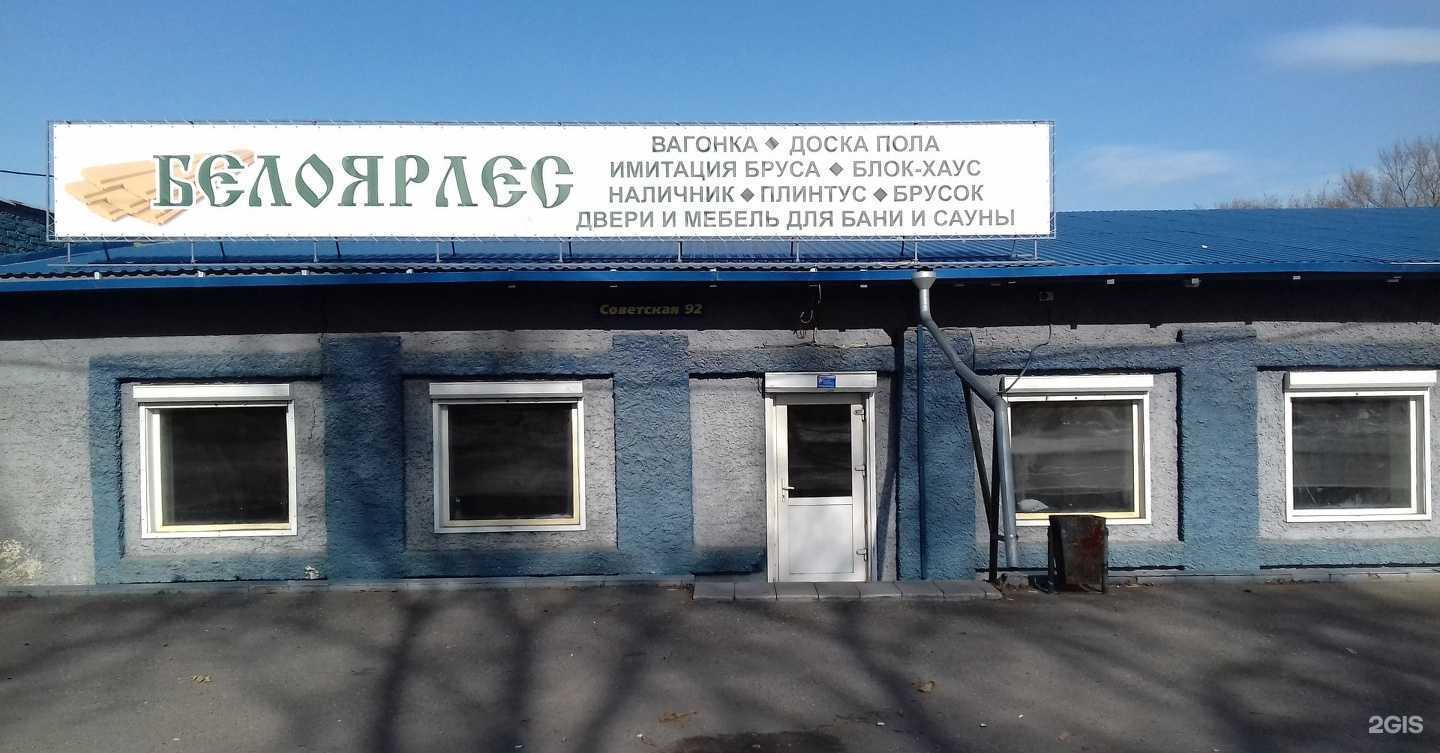 БЕЛОЯРЛЕС
ВАГОНКА ◆ ДОСКА ПОЛА
ИМИТАЦИЯ БРУСА ◆ БЛОК-ХАУС
НАЛИЧНИК ◆ ПЛИНТУС ◆ БРУСОК
ДВЕРИ И МЕБЕЛЬ ДЛЯ БАНИ И САУНЫ
Советская 92
2GIS